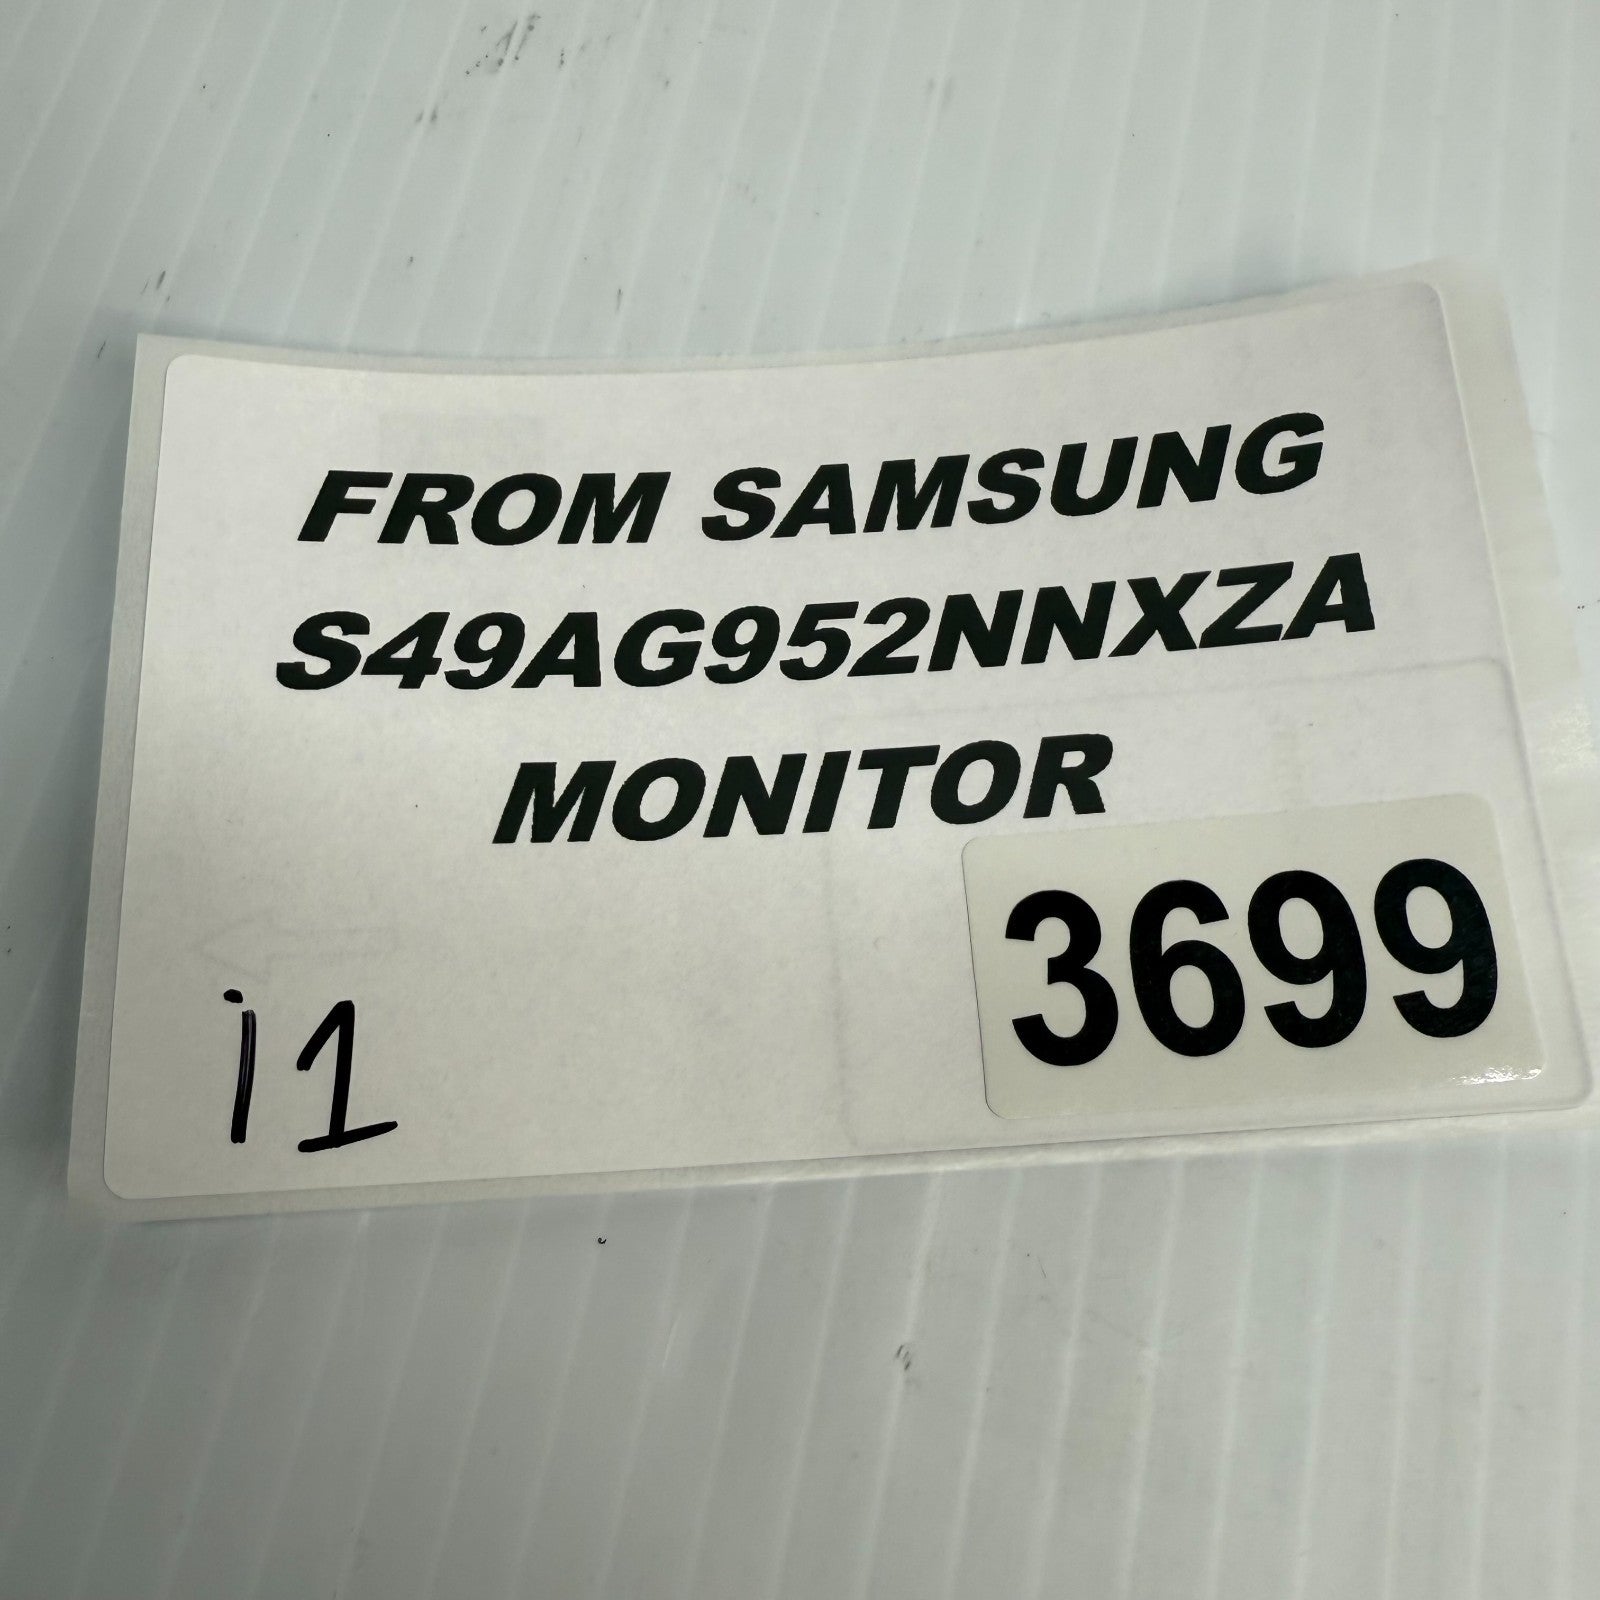 FROM SAMSUNG
S49AG952NNXZA
MONITOR
3699
i1